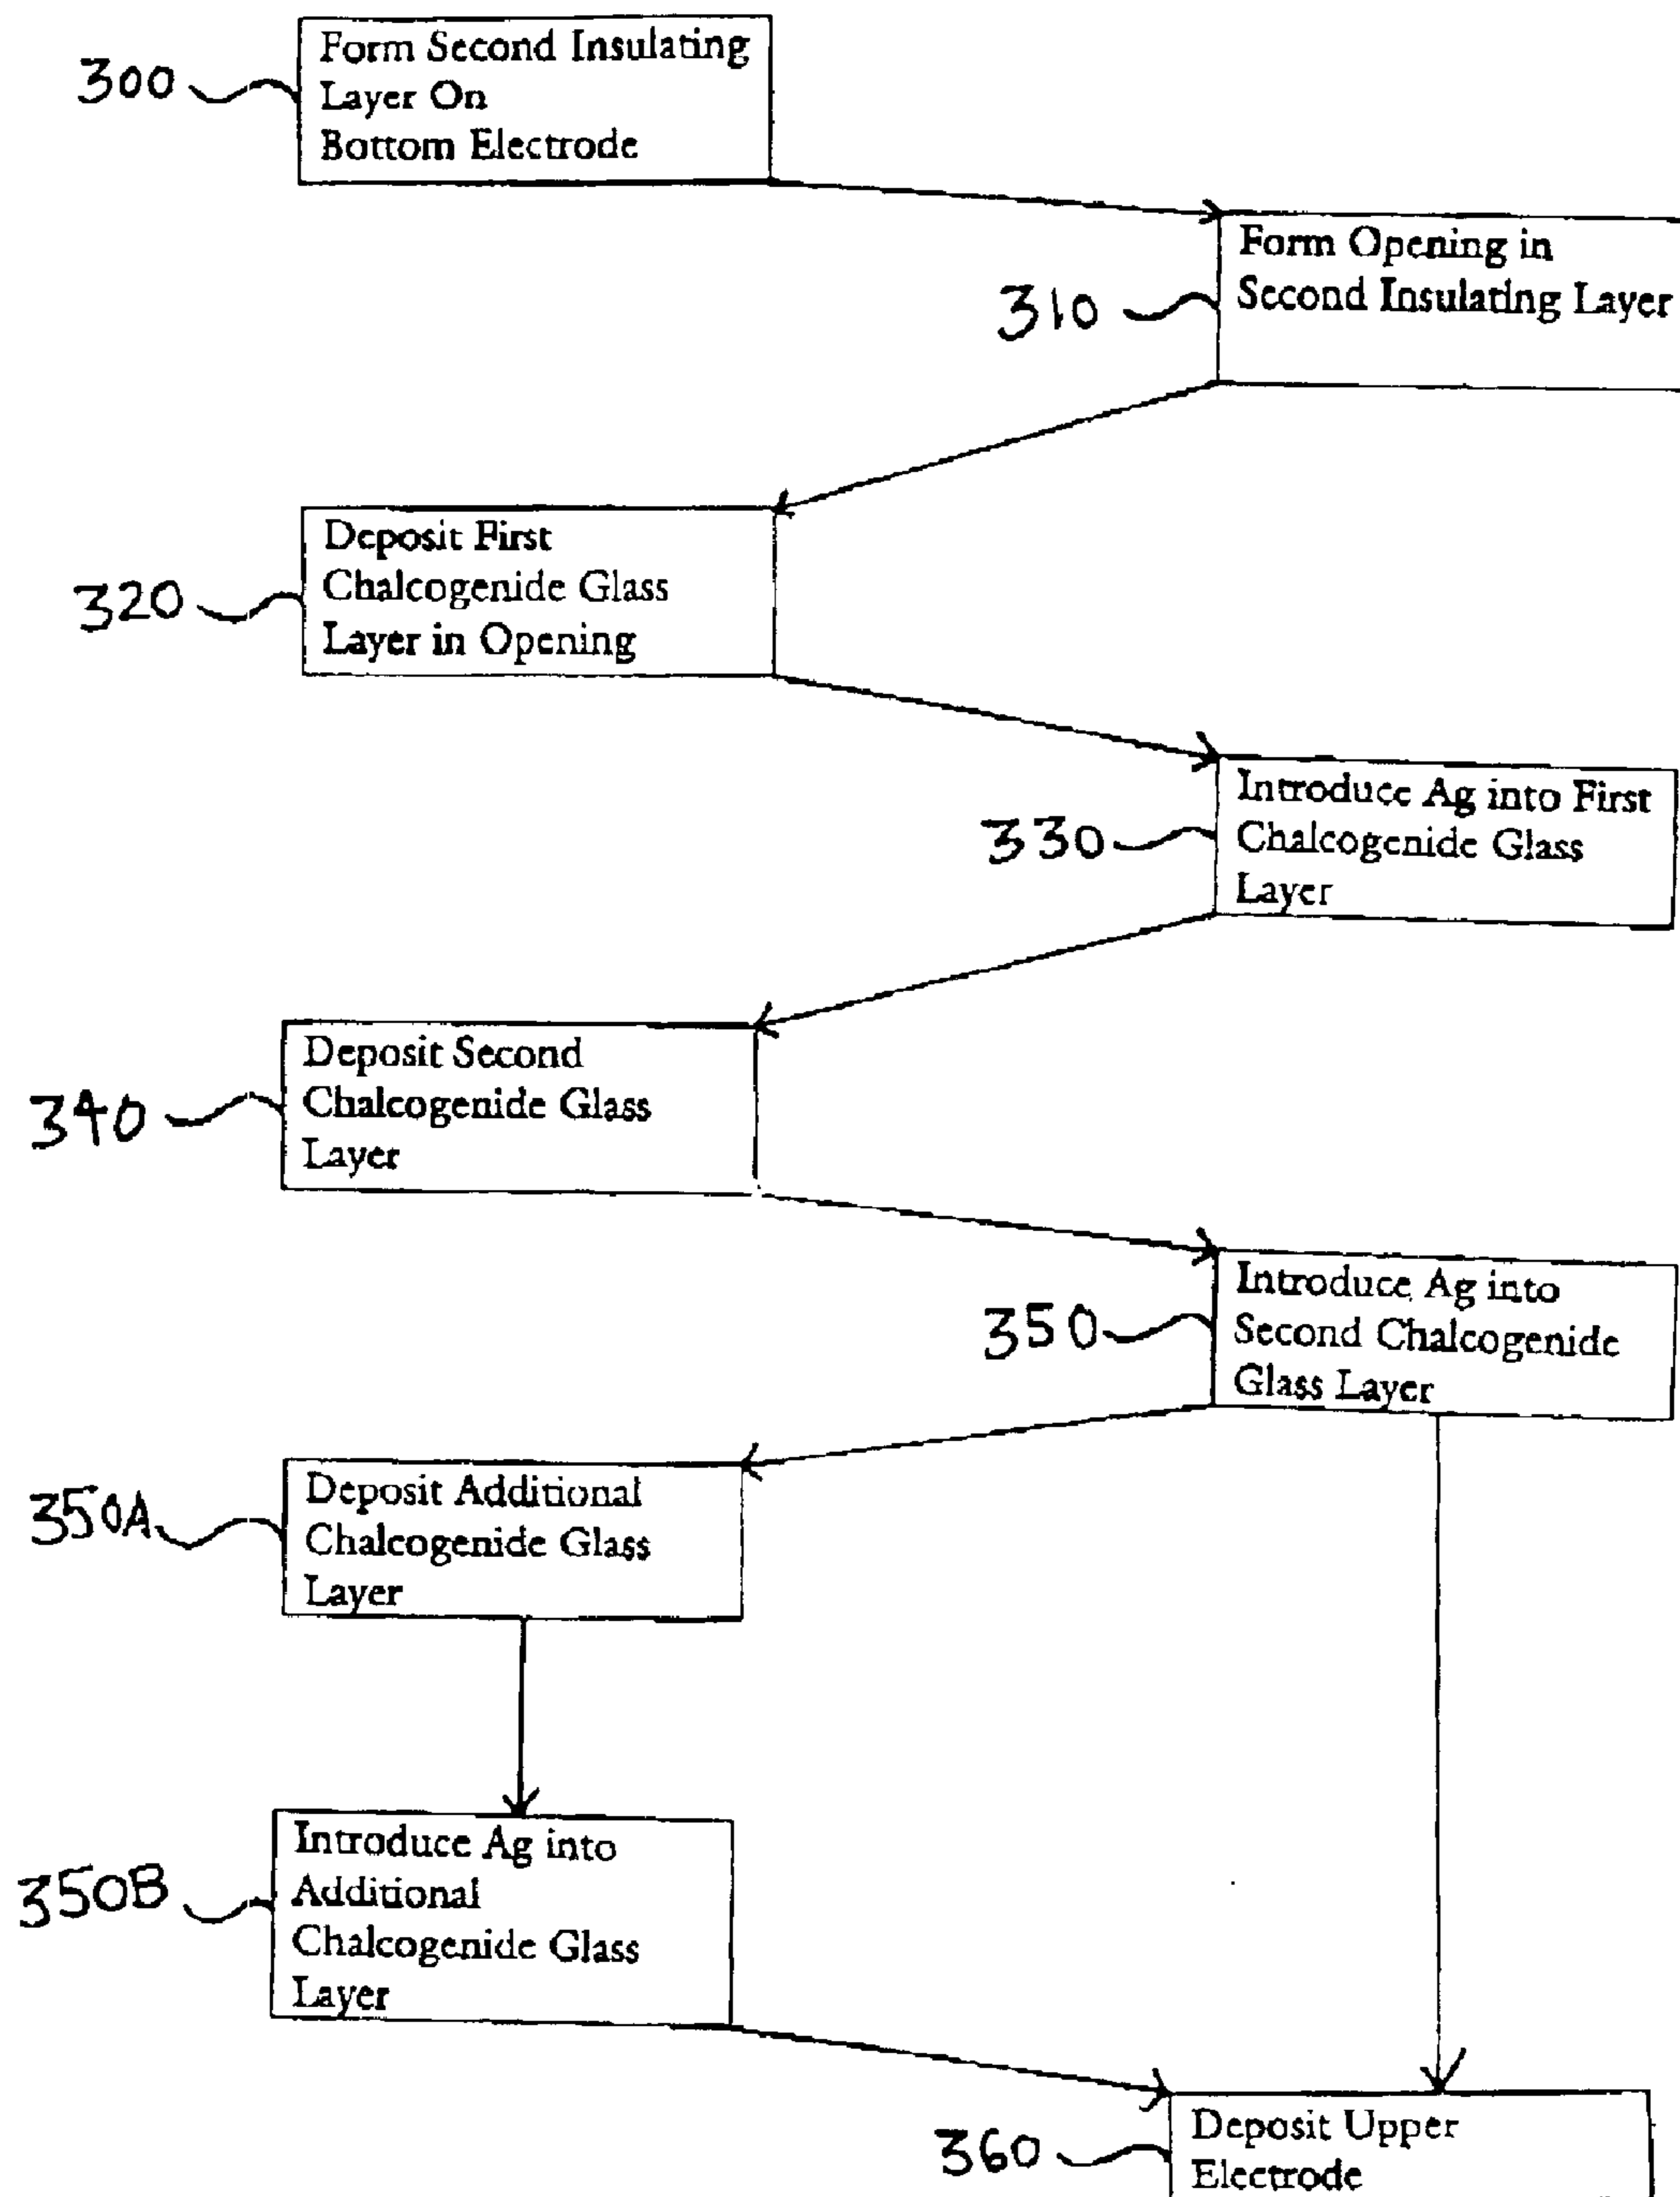 300
Form Second Insulating
Layer On
Bottom Electrode
310
Form Opening in
Second Insulating Layer
320
Deposit First
Chalcogenide Glass
Layer in Opening
330
Introduce Ag into First
Chalcogenide Glass
Layer
340
Deposit Second
Chalcogenide Glass
Layer
350
Introduce Ag into
Second Chalcogenide
Glass Layer
350A
Deposit Additional
Chalcogenide Glass
Layer
350B
Introduce Ag into
Additional
Chalcogenide Glass
Layer
360
Deposit Upper
Electrode